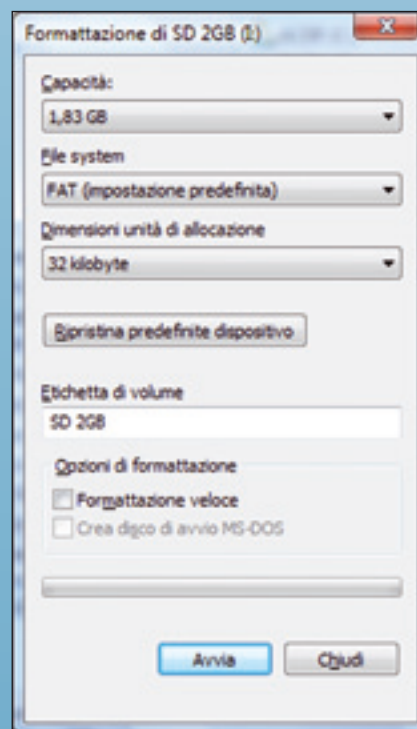 Formattazione di SD 2GB (I:)
Capacità:
1,83 GB
File system
FAT (impostazione predefinita)
Dimensioni unità di allocazione
32 kilobyte
Ripristina predefinite dispositivo
Etichetta di volume
SD 2GB
Opzioni di formattazione
Formattazione veloce
Crea disco di avvio MS-DOS
Avvia
Chiudi